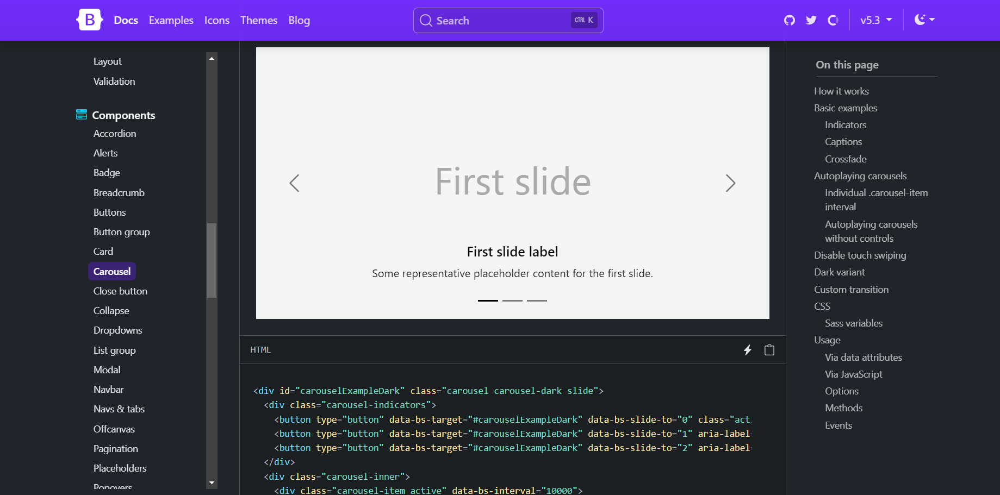 B
Docs
Examples
Icons
Themes
Blog
Search
CTRL K
v5.3
Layout
Validation
Components
Accordion
Alerts
Badge
Breadcrumb
Buttons
Button group
Card
Carousel
Close button
Collapse
Dropdowns
List group
Modal
Navbar
Navs & tabs
Offcanvas
Pagination
Placeholders
Popovers
First slide
First slide label
Some representative placeholder content for the first slide.
HTML
<div id="carouselExampleDark" class="carousel carousel-dark slide">
<div class="carousel-indicators">
<button type="button" data-bs-target="#carouselExampleDark" data-bs-slide-to="0" class="acti
<button type="button" data-bs-target="#carouselExampleDark" data-bs-slide-to="1" aria-label=
<button type="button" data-bs-target="#carouselExampleDark" data-bs-slide-to="2" aria-label=
</div>
<div class="carousel-inner">
<div class="carousel-item active" data-bs-interval="10000">
On this page
How it works
Basic examples
Indicators
Captions
Crossfade
Autoplaying carousels
Individual .carousel-item
interval
Autoplaying carousels
without controls
Disable touch swiping
Dark variant
Custom transition
CSS
Sass variables
Usage
Via data attributes
Via JavaScript
Options
Methods
Events